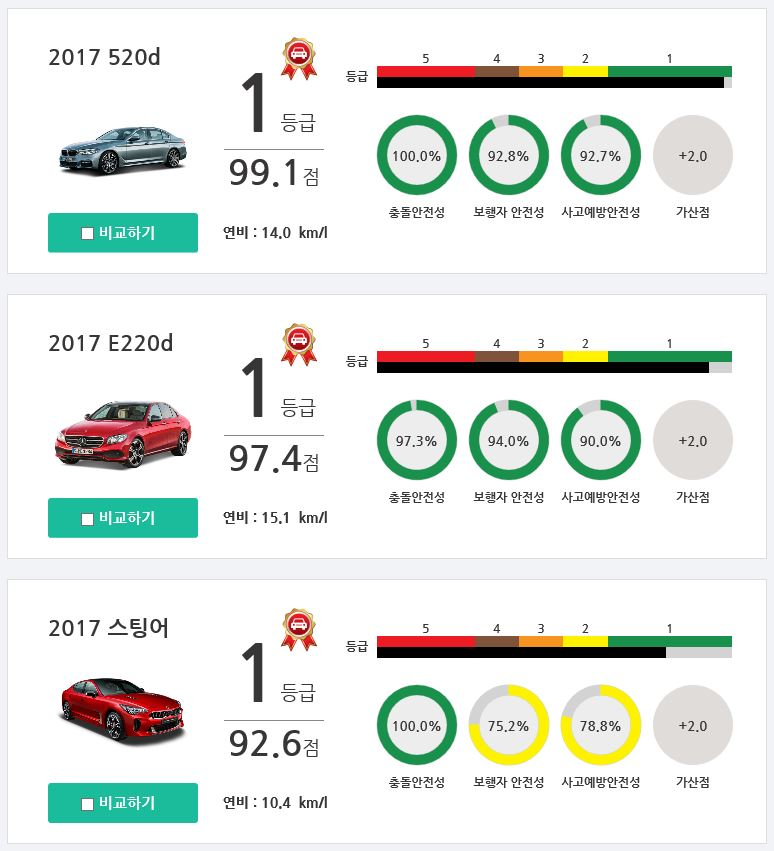 2017 520d
1 등급
99.1점
비교하기
연비 : 14.0 km/l
5 4 3 2 1
등급
100.0% 92.8% 92.7% +2.0
충돌안전성 보행자 안전성 사고예방안전성 가산점
2017 E220d
1 등급
97.4점
비교하기
연비 : 15.1 km/l
5 4 3 2 1
등급
97.3% 94.0% 90.0% +2.0
충돌안전성 보행자 안전성 사고예방안전성 가산점
2017 스팅어
1 등급
92.6점
비교하기
연비 : 10.4 km/l
5 4 3 2 1
등급
100.0% 75.2% 78.8% +2.0
충돌안전성 보행자 안전성 사고예방안전성 가산점